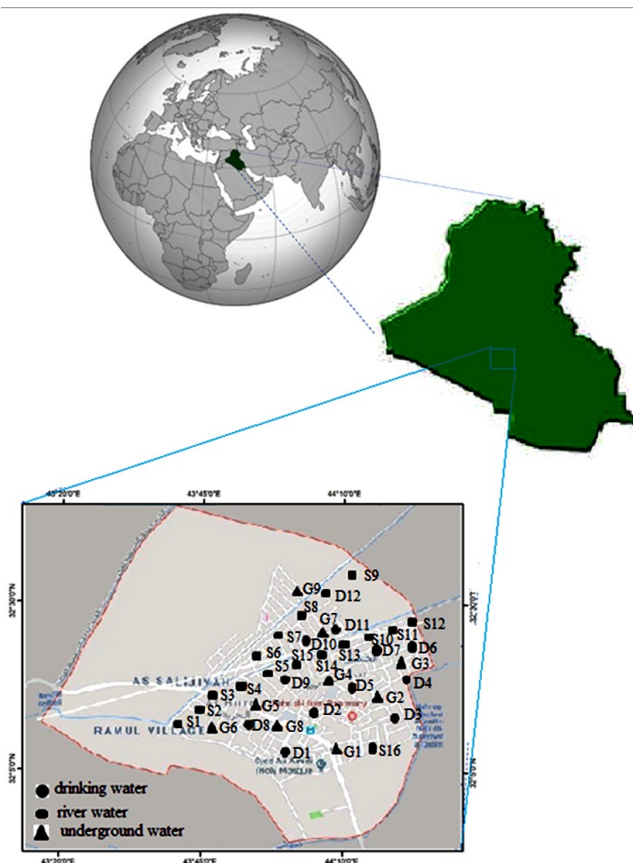 43°20'0"E 43°45'0"E 44°10'0"E
32°30'0"N
32°5'0"N
S9
G9 D12
S8
G7 D11 S12
S7 D10 S10 S11
S6 S15 S14 S13 D7 D6
S5 G3
AS SALIJIYAH
D9 G4 D4
S4 D5
S3 G2
S2 G5 D2 D3
S1 G6 D8 G8
RAMUL VILLAGE
D1 G1 S16
drinking water
river water
underground water
43°20'0"E 43°45'0"E 44°10'0"E